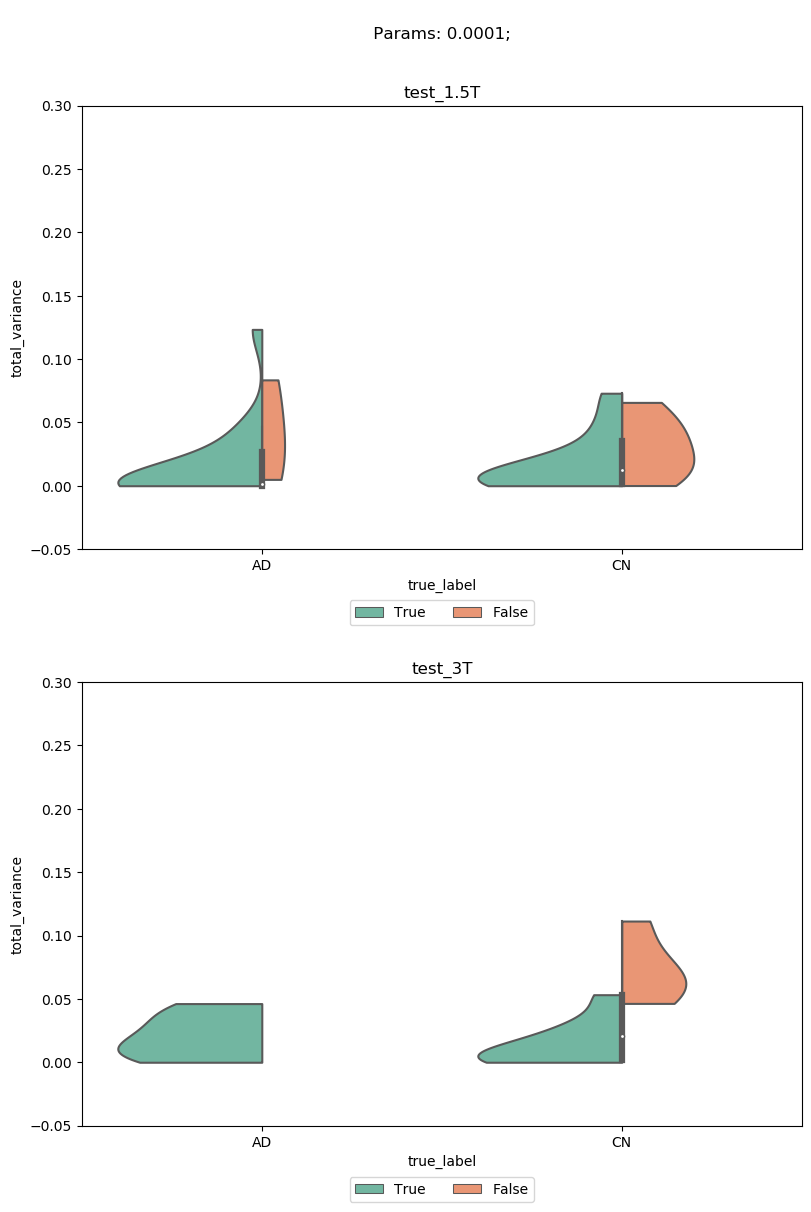 Params: 0.0001;
test_1.5T
0.30
0.25
0.20
0.15
0.10
0.05
0.00
−0.05
total_variance
AD CN
true_label
True False
test_3T
0.30
0.25
0.20
0.15
0.10
0.05
0.00
−0.05
total_variance
AD CN
true_label
True False